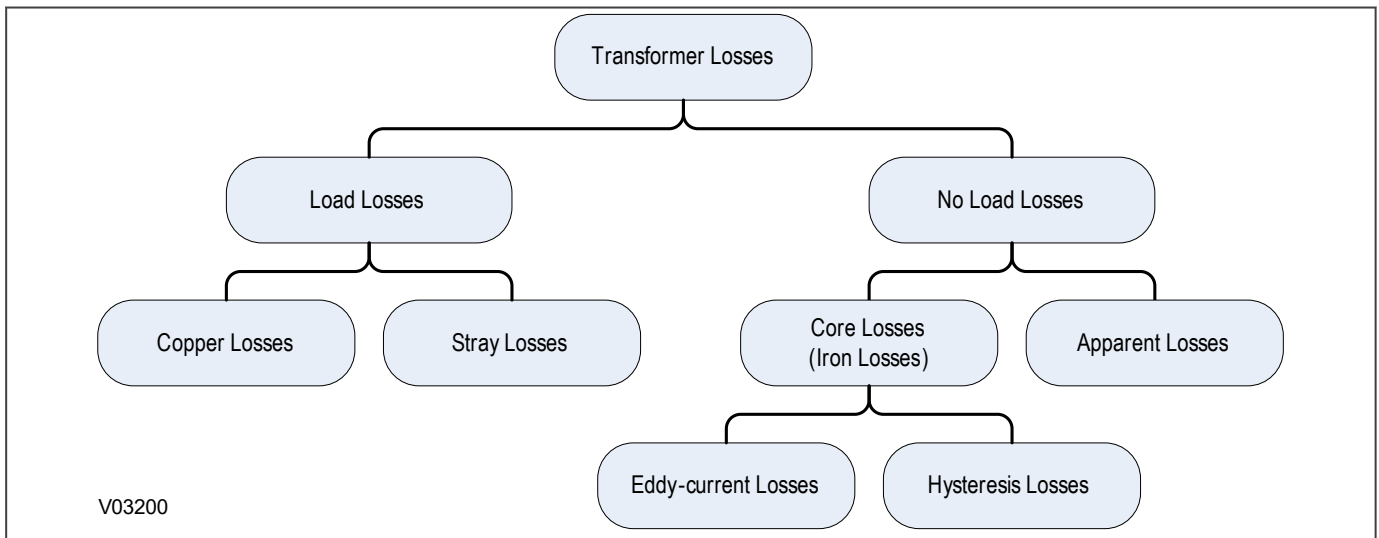 Transformer Losses
Load Losses
No Load Losses
Copper Losses
Stray Losses
Core Losses
(Iron Losses)
Apparent Losses
Eddy-current Losses
Hysteresis Losses
V03200